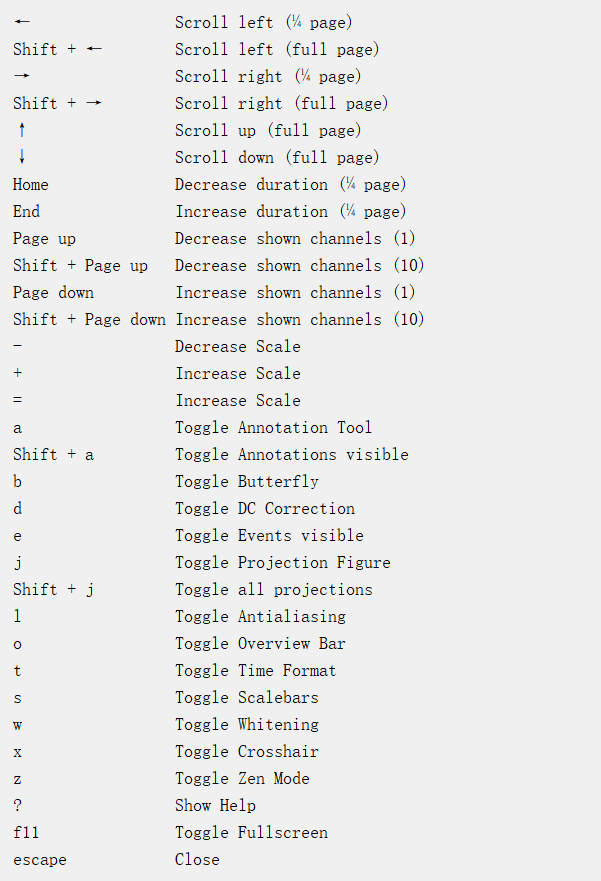 ← Scroll left (¼ page)
Shift + ← Scroll left (full page)
→ Scroll right (¼ page)
Shift + → Scroll right (full page)
↑ Scroll up (full page)
↓ Scroll down (full page)
Home Decrease duration (¼ page)
End Increase duration (¼ page)
Page up Decrease shown channels (1)
Shift + Page up Decrease shown channels (10)
Page down Increase shown channels (1)
Shift + Page down Increase shown channels (10)
- Decrease Scale
+ Increase Scale
= Increase Scale
a Toggle Annotation Tool
Shift + a Toggle Annotations visible
b Toggle Butterfly
d Toggle DC Correction
e Toggle Events visible
j Toggle Projection Figure
Shift + j Toggle all projections
l Toggle Antialiasing
o Toggle Overview Bar
t Toggle Time Format
s Toggle Scalebars
w Toggle Whitening
x Toggle Crosshair
z Toggle Zen Mode
? Show Help
f11 Toggle Fullscreen
escape Close